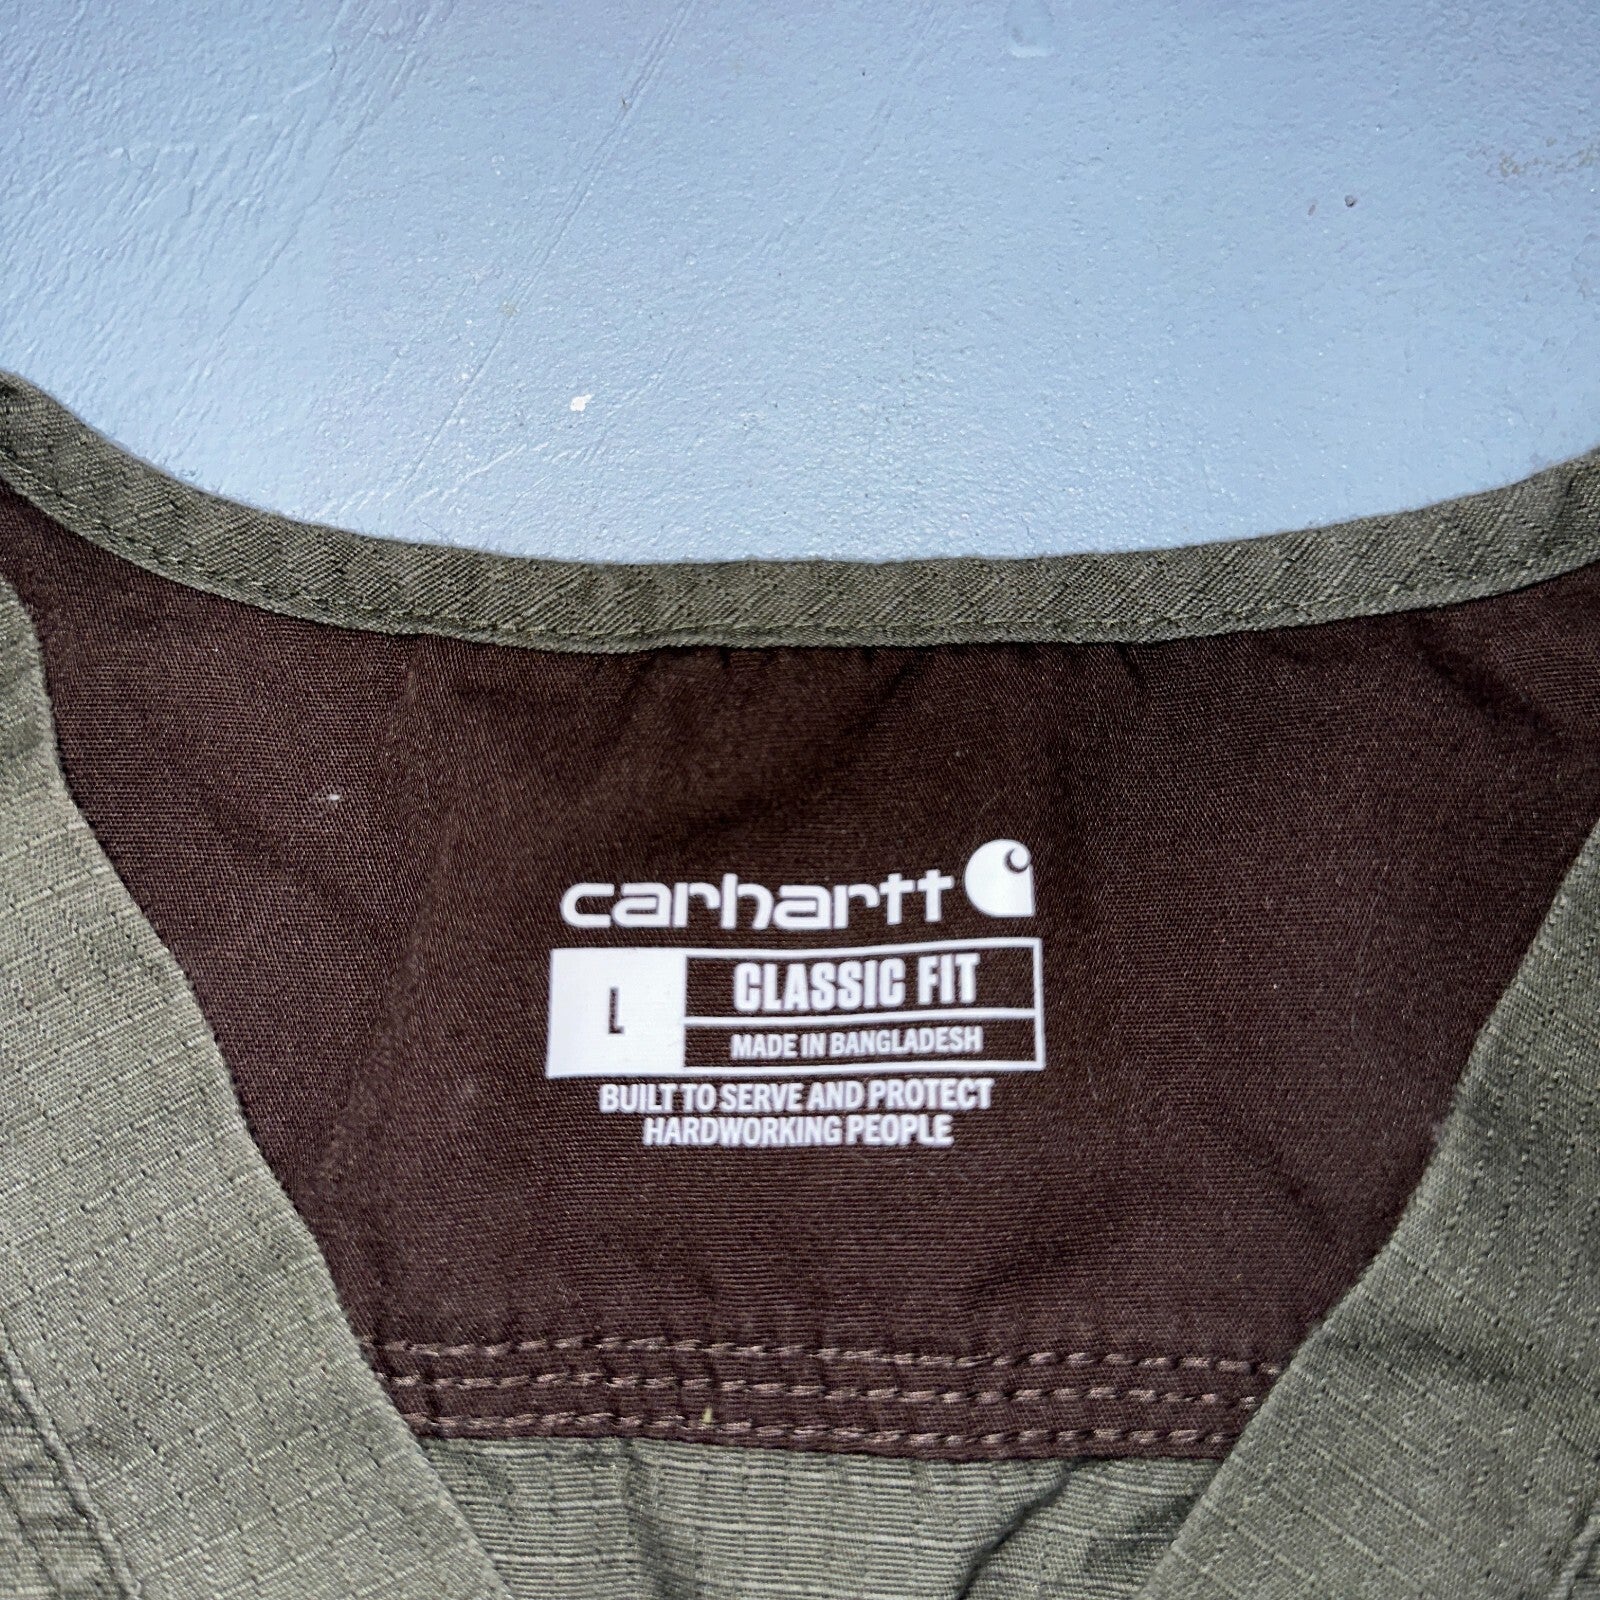 carhartt
L
CLASSIC FIT
MADE IN BANGLADESH
BUILT TO SERVE AND PROTECT
HARDWORKING PEOPLE